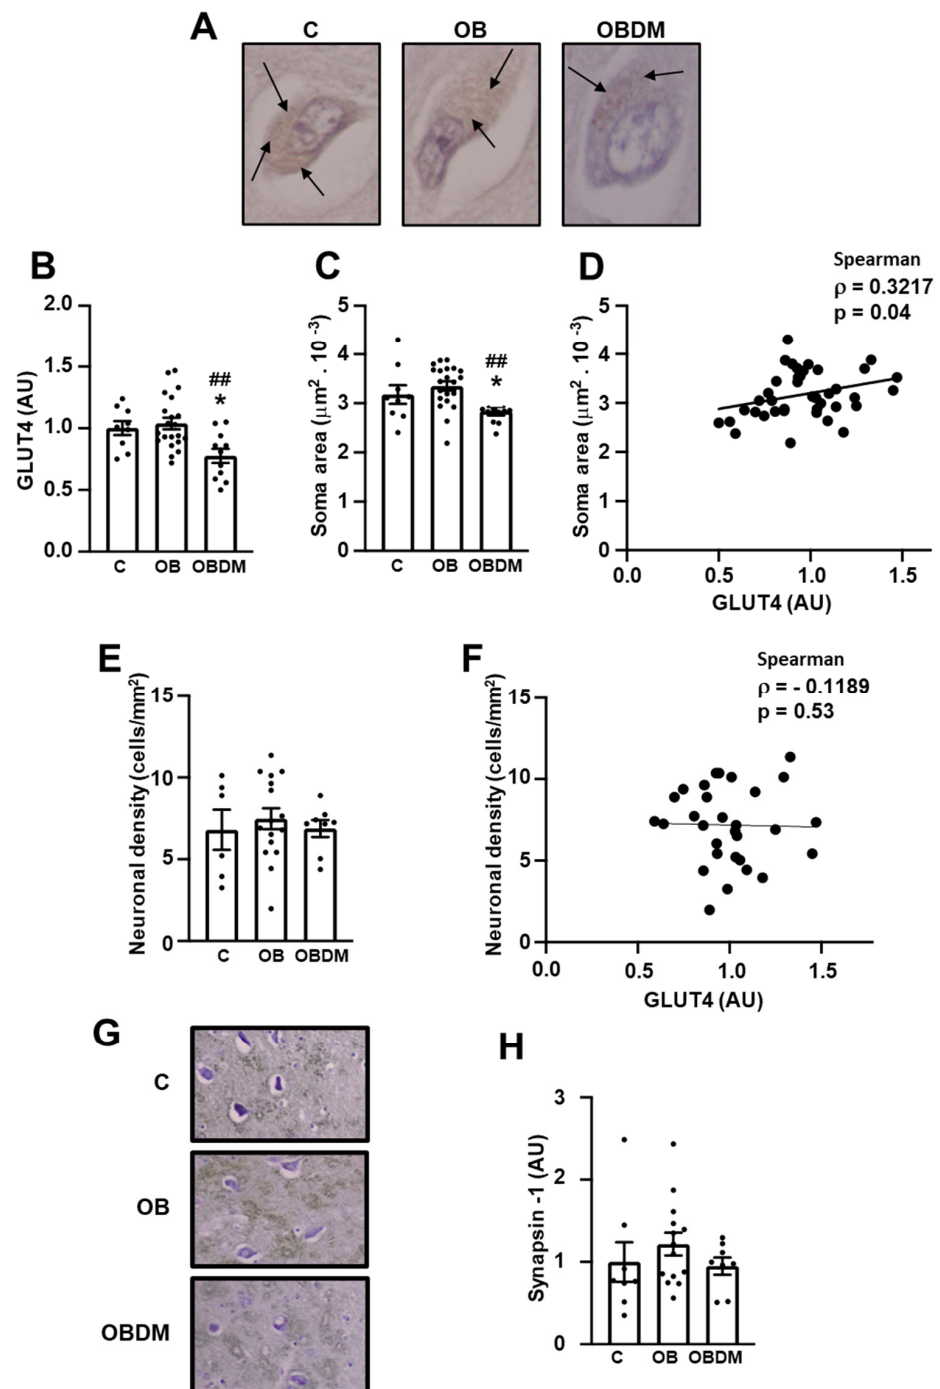 A
C
OB
OBDM
B
GLUT4 (AU)
2.0
1.5
1.0
0.5
0.0
##
*
C
OB
OBDM
C
Soma area (μm² . 10⁻³)
5
4
3
2
1
0
##
*
C
OB
OBDM
D
Spearman
ρ = 0.3217
p = 0.04
Soma area (μm² . 10⁻³)
5
4
3
2
1
0
0.0
0.5
1.0
1.5
GLUT4 (AU)
E
Neuronal density (cells/mm²)
15
10
5
0
C
OB
OBDM
F
Spearman
ρ = - 0.1189
p = 0.53
Neuronal density (cells/mm²)
15
10
5
0
0.0
0.5
1.0
1.5
GLUT4 (AU)
G
C
OB
OBDM
H
Synapsin -1 (AU)
3
2
1
0
C
OB
OBDM